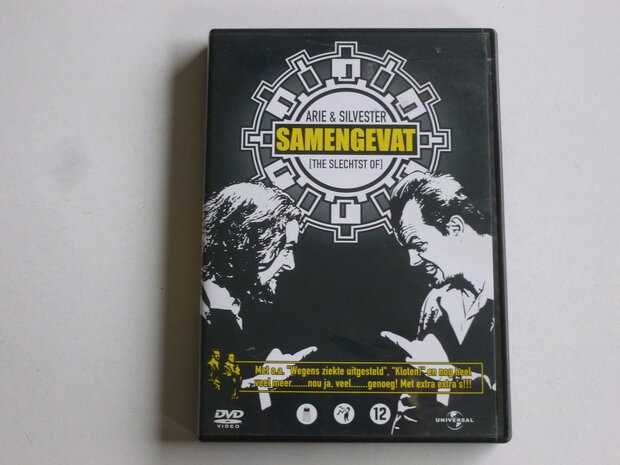 ARIE & SILVESTER
SAMENGEVAT
[THE SLECHTST OF]
Met o.a. "Wegens ziekte uitgesteld", "Kloten!" en nog heel
veel meer.......nou ja, veel.......genoeg! Met extra extra's!!!
DVD
VIDEO
12
UNIVERSAL